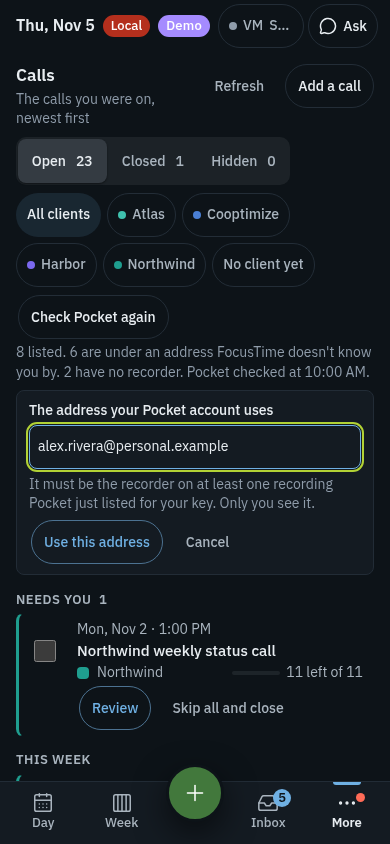 Thu, Nov 5 Local Demo VM S... Ask
Calls
The calls you were on,
newest first
Refresh Add a call
Open 23 Closed 1 Hidden 0
All clients Atlas Cooptimize
Harbor Northwind No client yet
Check Pocket again
8 listed. 6 are under an address FocusTime doesn't know
you by. 2 have no recorder. Pocket checked at 10:00 AM.
The address your Pocket account uses
alex.rivera@personal.example
It must be the recorder on at least one recording
Pocket just listed for your key. Only you see it.
Use this address Cancel
NEEDS YOU 1
Mon, Nov 2 · 1:00 PM
Northwind weekly status call
Northwind 11 left of 11
Review Skip all and close
THIS WEEK
Day Week Inbox 5 More